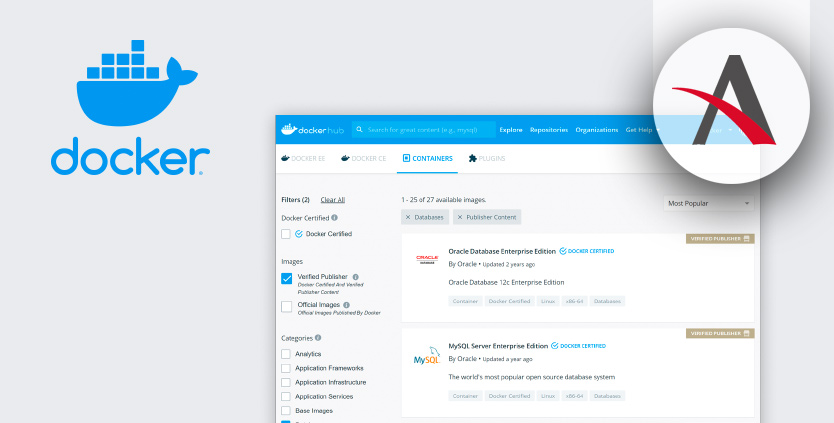 docker
docker hub
Search for great content (e.g., mysql)
Explore Repositories Organizations Get Help
DOCKER EE DOCKER CE CONTAINERS PLUGINS
Filters (2) Clear All
1 - 25 of 27 available images.
Most Popular
× Databases × Publisher Content
Docker Certified
Docker Certified
Images
Verified Publisher
Docker Certified And Verified
Publisher Content
Official Images
Official Images Published By Docker
Categories
Analytics
Application Frameworks
Application Infrastructure
Application Services
Base Images
VERIFIED PUBLISHER
ORACLE
Oracle Database Enterprise Edition DOCKER CERTIFIED
By Oracle • Updated 2 years ago
Oracle Database 12c Enterprise Edition
Container Docker Certified Linux x86-64 Databases
VERIFIED PUBLISHER
MySQL
MySQL Server Enterprise Edition DOCKER CERTIFIED
By Oracle • Updated a year ago
The world's most popular open source database system
Container Docker Certified Linux x86-64 Databases